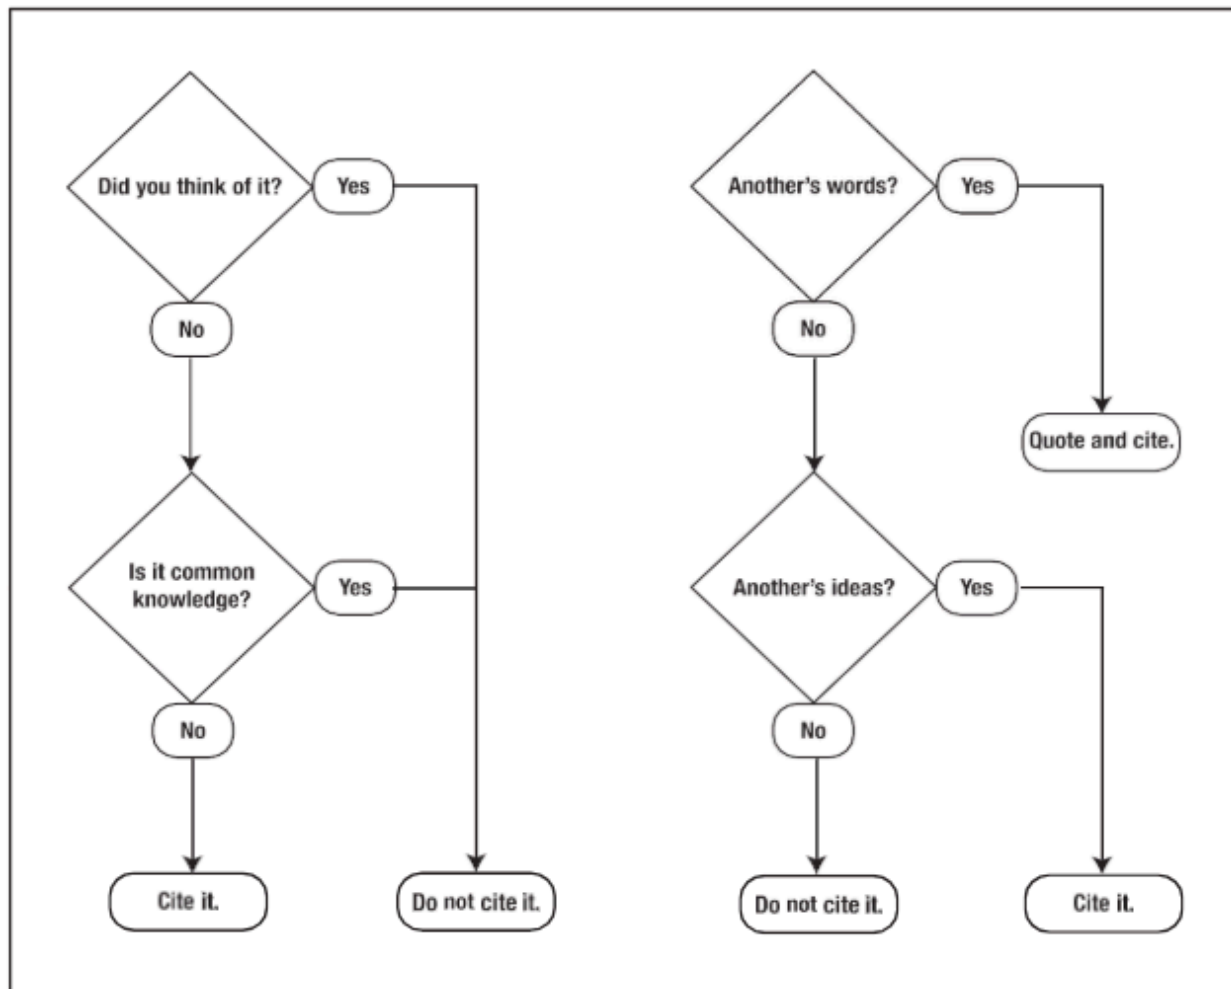 Did you think of it?
Yes
No
Is it common
knowledge?
Yes
No
Cite it.
Do not cite it.
Another's words?
Yes
No
Quote and cite.
Another's ideas?
Yes
No
Do not cite it.
Cite it.